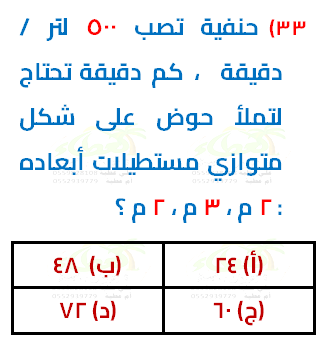 ٣٣) حنفية تصب ٥٠٠ لتر /
دقيقة ، كم دقيقة تحتاج
لتملأ حوض على شكل
متوازي مستطيلات أبعاده
: ٢ م ، ٣ م ، ٢ م ؟
(أ) ٢٤ (ب) ٤٨
(ج) ٦٠ (د) ٧٢